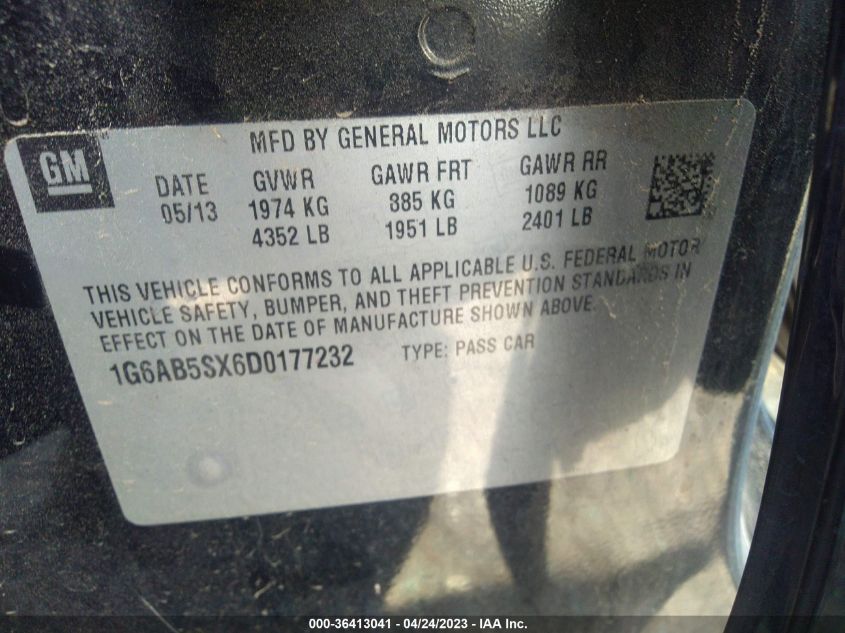 MFD BY GENERAL MOTORS LLC
GM
DATE GVWR GAWR FRT GAWR RR
05/13 1974 KG 885 KG 1089 KG
4352 LB 1951 LB 2401 LB
THIS VEHICLE CONFORMS TO ALL APPLICABLE U.S. FEDERAL MOTOR
VEHICLE SAFETY, BUMPER, AND THEFT PREVENTION STANDARDS IN
EFFECT ON THE DATE OF MANUFACTURE SHOWN ABOVE.
1G6AB5SX6D0177232 TYPE: PASS CAR
000-36413041 - 04/24/2023 - IAA Inc.